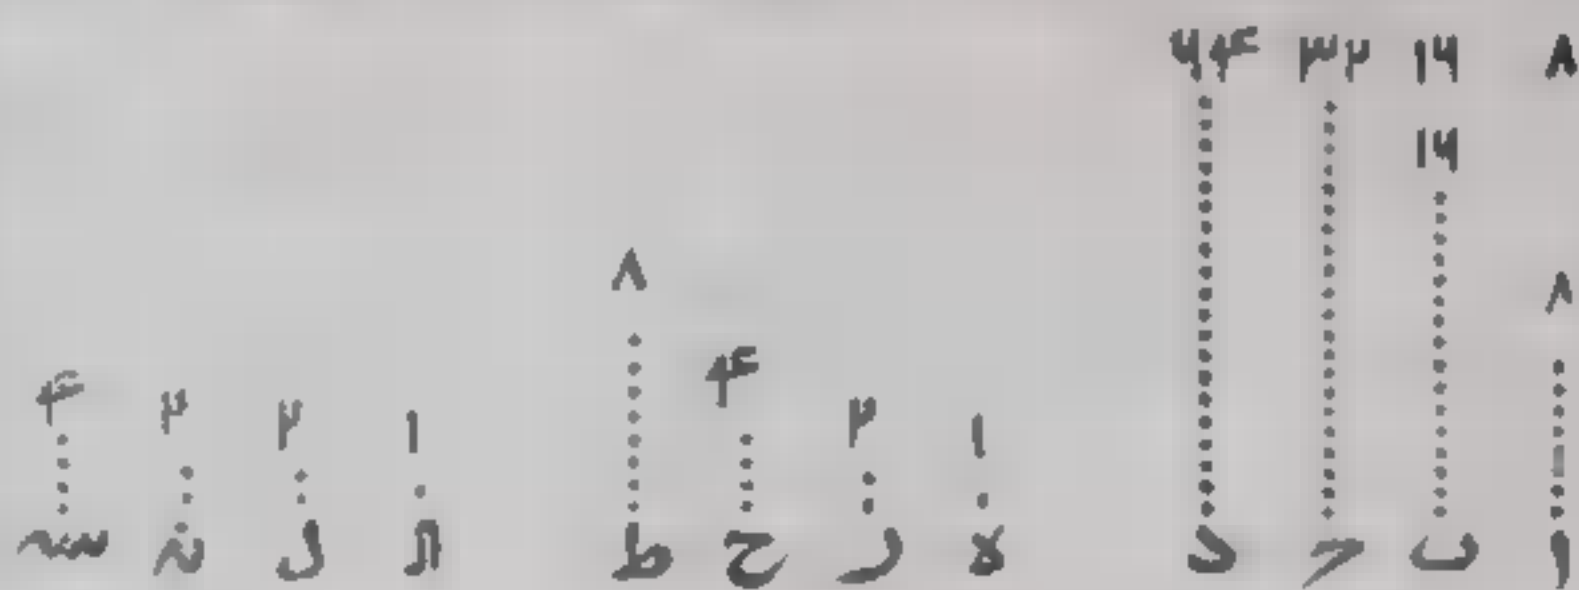 ۸ ۱۶ ۳۲ ۶۴
۱۶
۸ ۸
۱ ۲ ۴ ۱ ۲ ۳ ۴
ا ب ح د ه ر ح ط ل